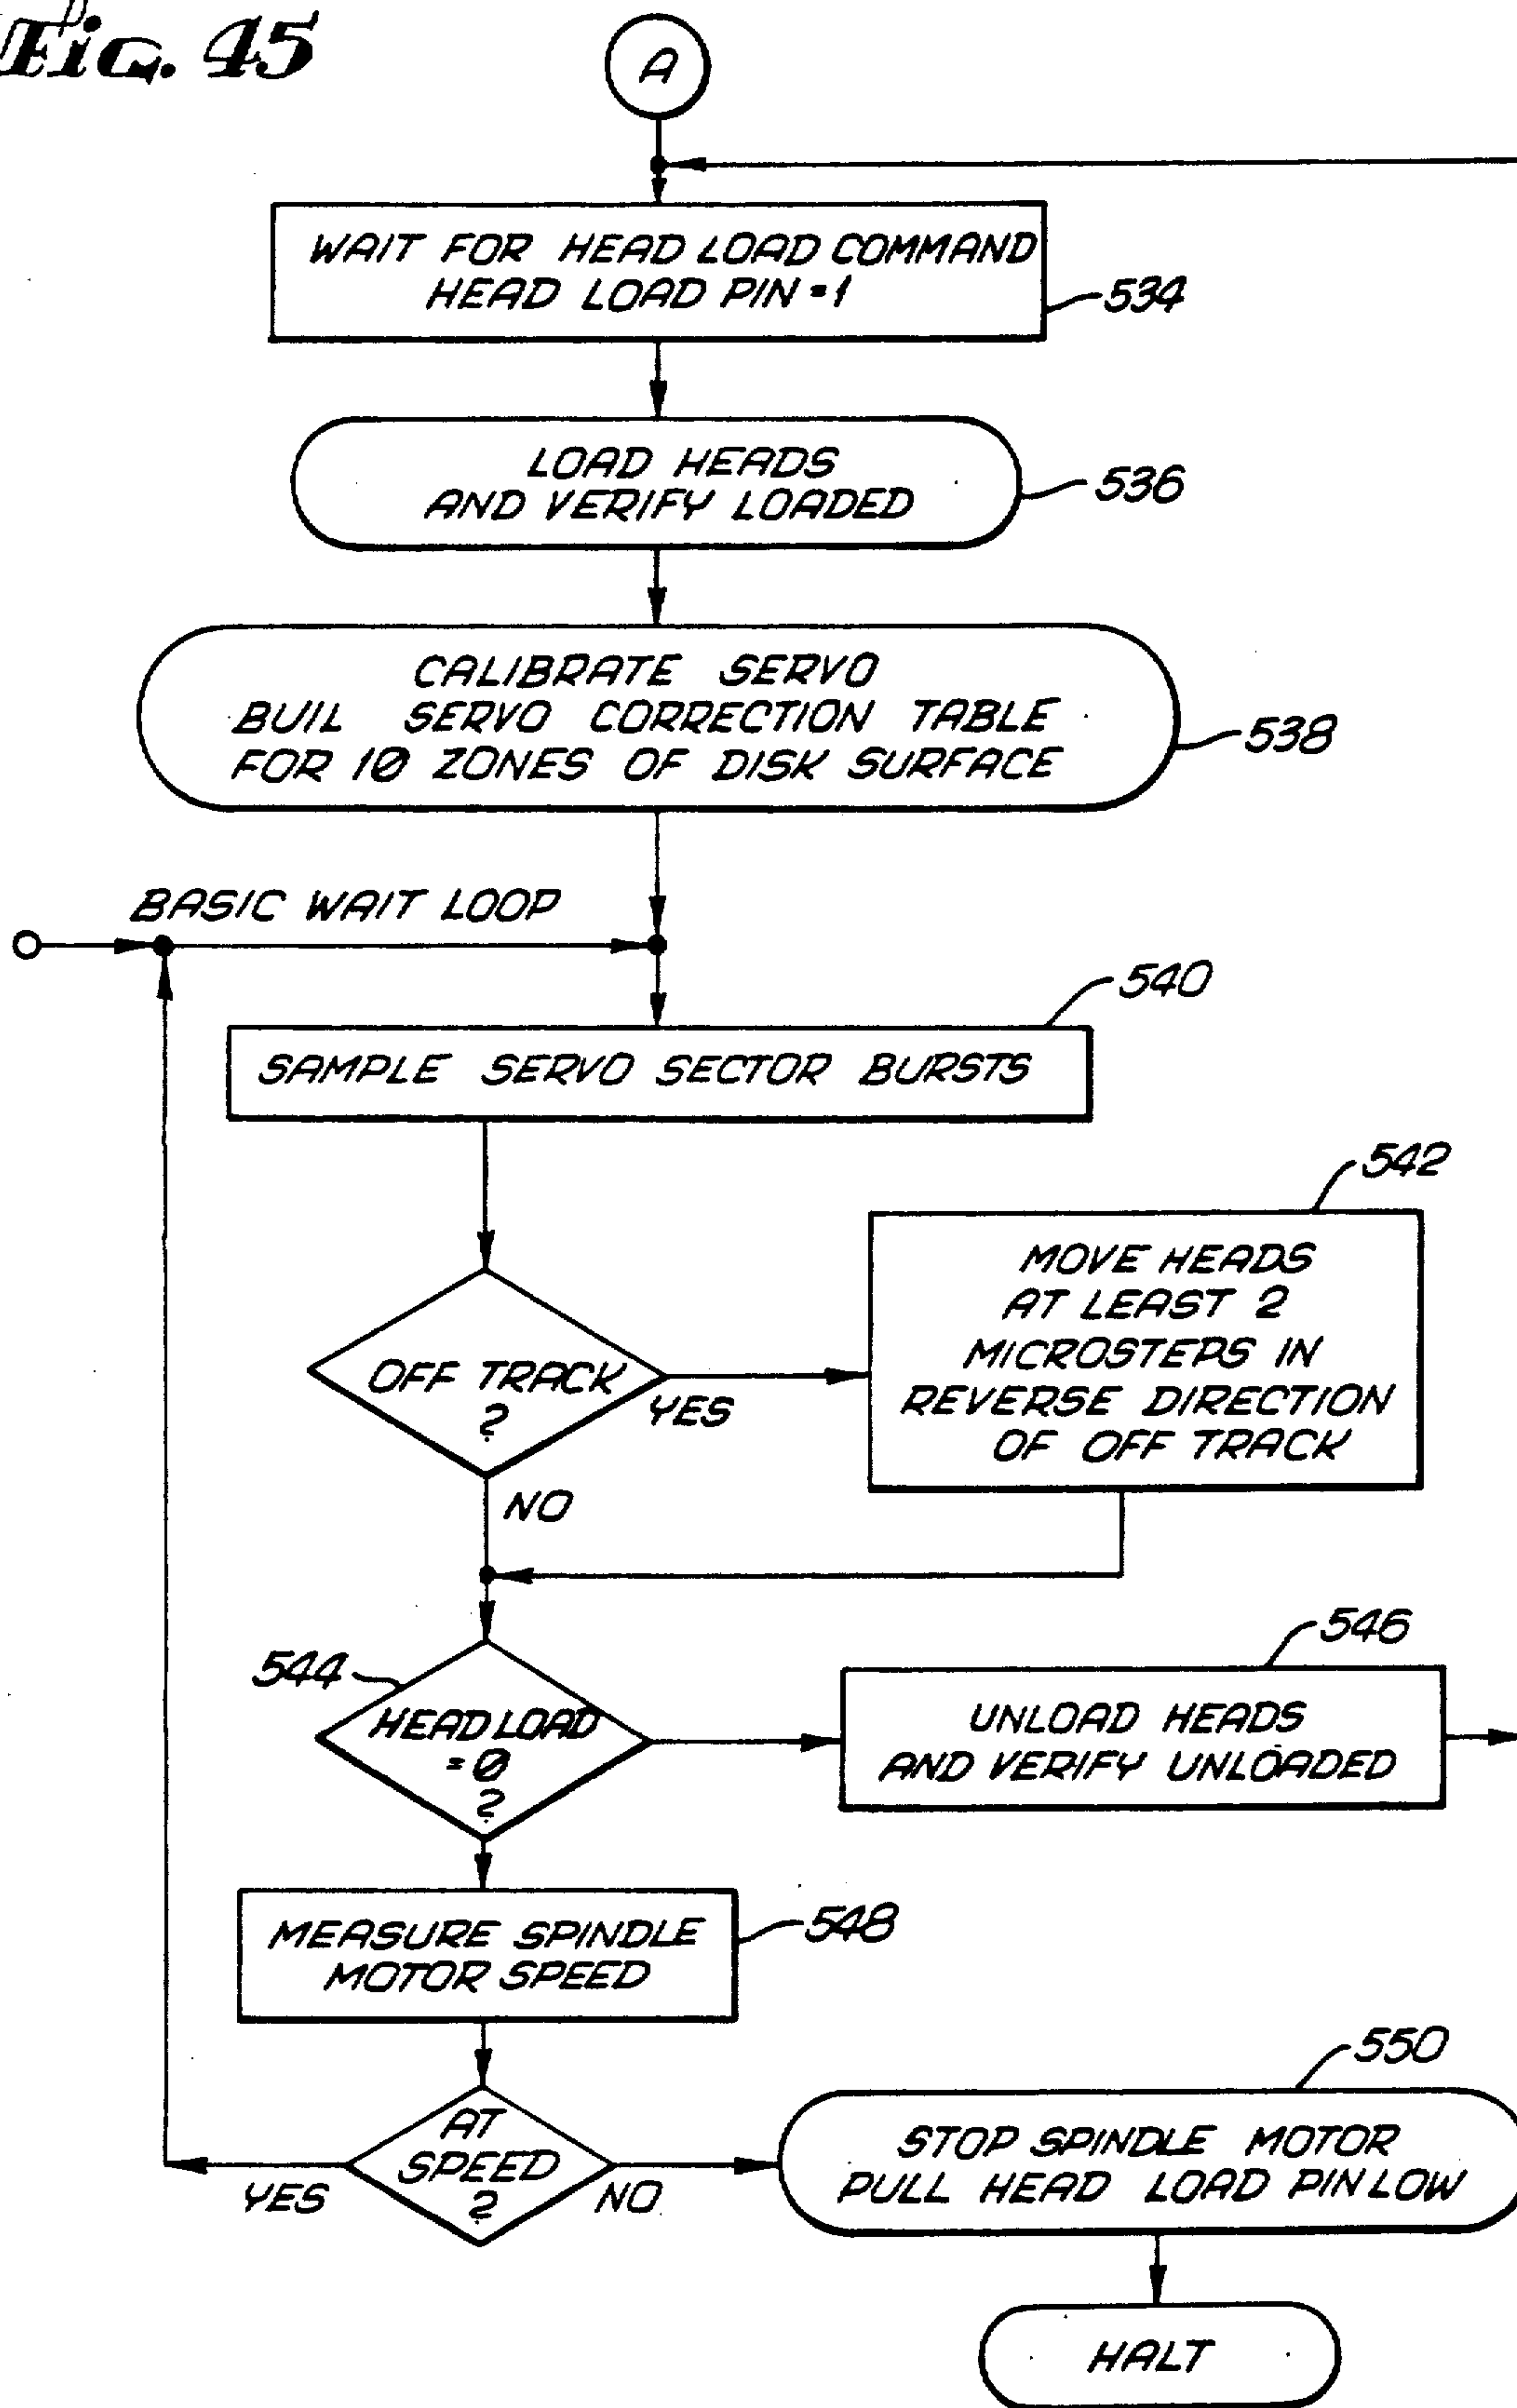 Fig. 45
A
WAIT FOR HEAD LOAD COMMAND
HEAD LOAD PIN = 1
534
LOAD HEADS
AND VERIFY LOADED
536
CALIBRATE SERVO
BUIL SERVO CORRECTION TABLE
FOR 10 ZONES OF DISK SURFACE
538
BASIC WAIT LOOP
540
SAMPLE SERVO SECTOR BURSTS
542
MOVE HEADS
AT LEAST 2
MICROSTEPS IN
REVERSE DIRECTION
OF OFF TRACK
OFF TRACK
?
YES
NO
544
HEAD LOAD
= 0
?
546
UNLOAD HEADS
AND VERIFY UNLOADED
MEASURE SPINDLE
MOTOR SPEED
548
AT
SPEED
?
YES
NO
550
STOP SPINDLE MOTOR
PULL HEAD LOAD PIN LOW
HALT